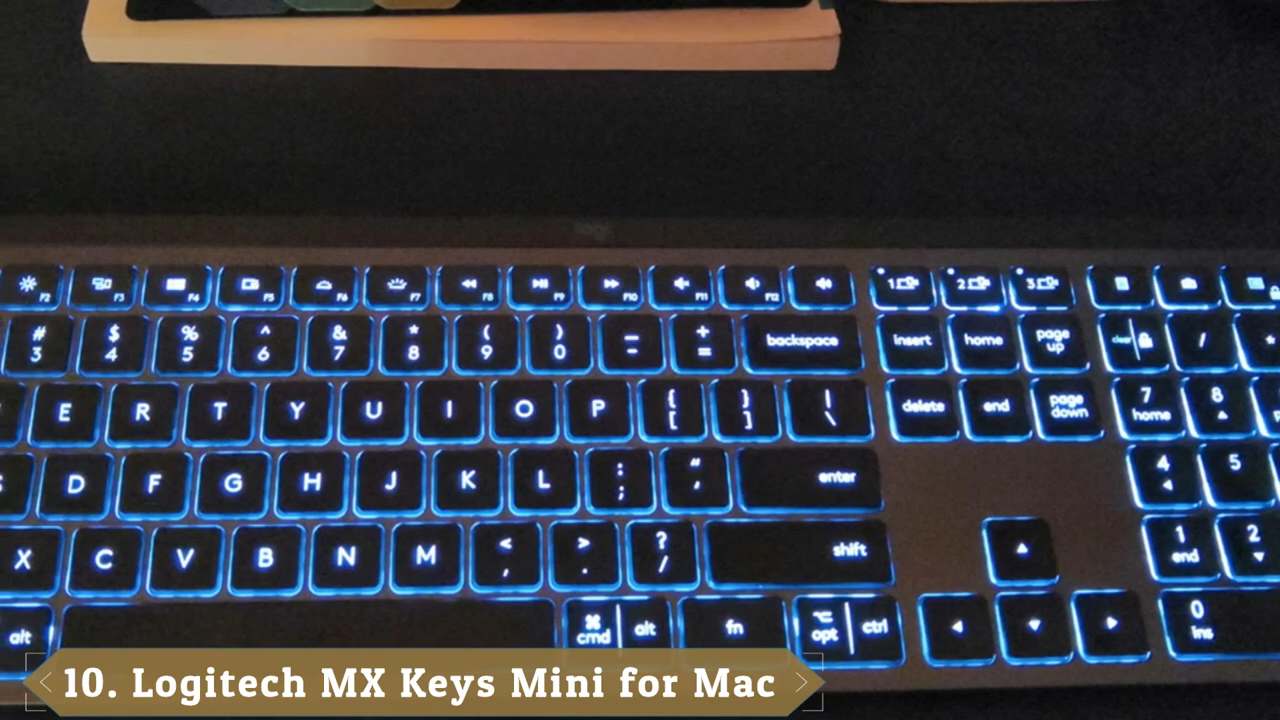 F2 F3 F4 F5 F6 F7 F8 F9 F10 F11 F12 1 2 3
# $ % ^ & * ( ) _ + backspace insert home page up clear / *
3 4 5 6 7 8 9 0 - =
E R T Y U I O P { [ } ] | \ delete end page down 7 home 8
D F G H J K L : ; " ' enter 4 5
X C V B N M < , > . ? / shift 1 end 2
alt ⌘ cmd alt fn ⌥ opt ctrl 0 ins
10. Logitech MX Keys Mini for Mac